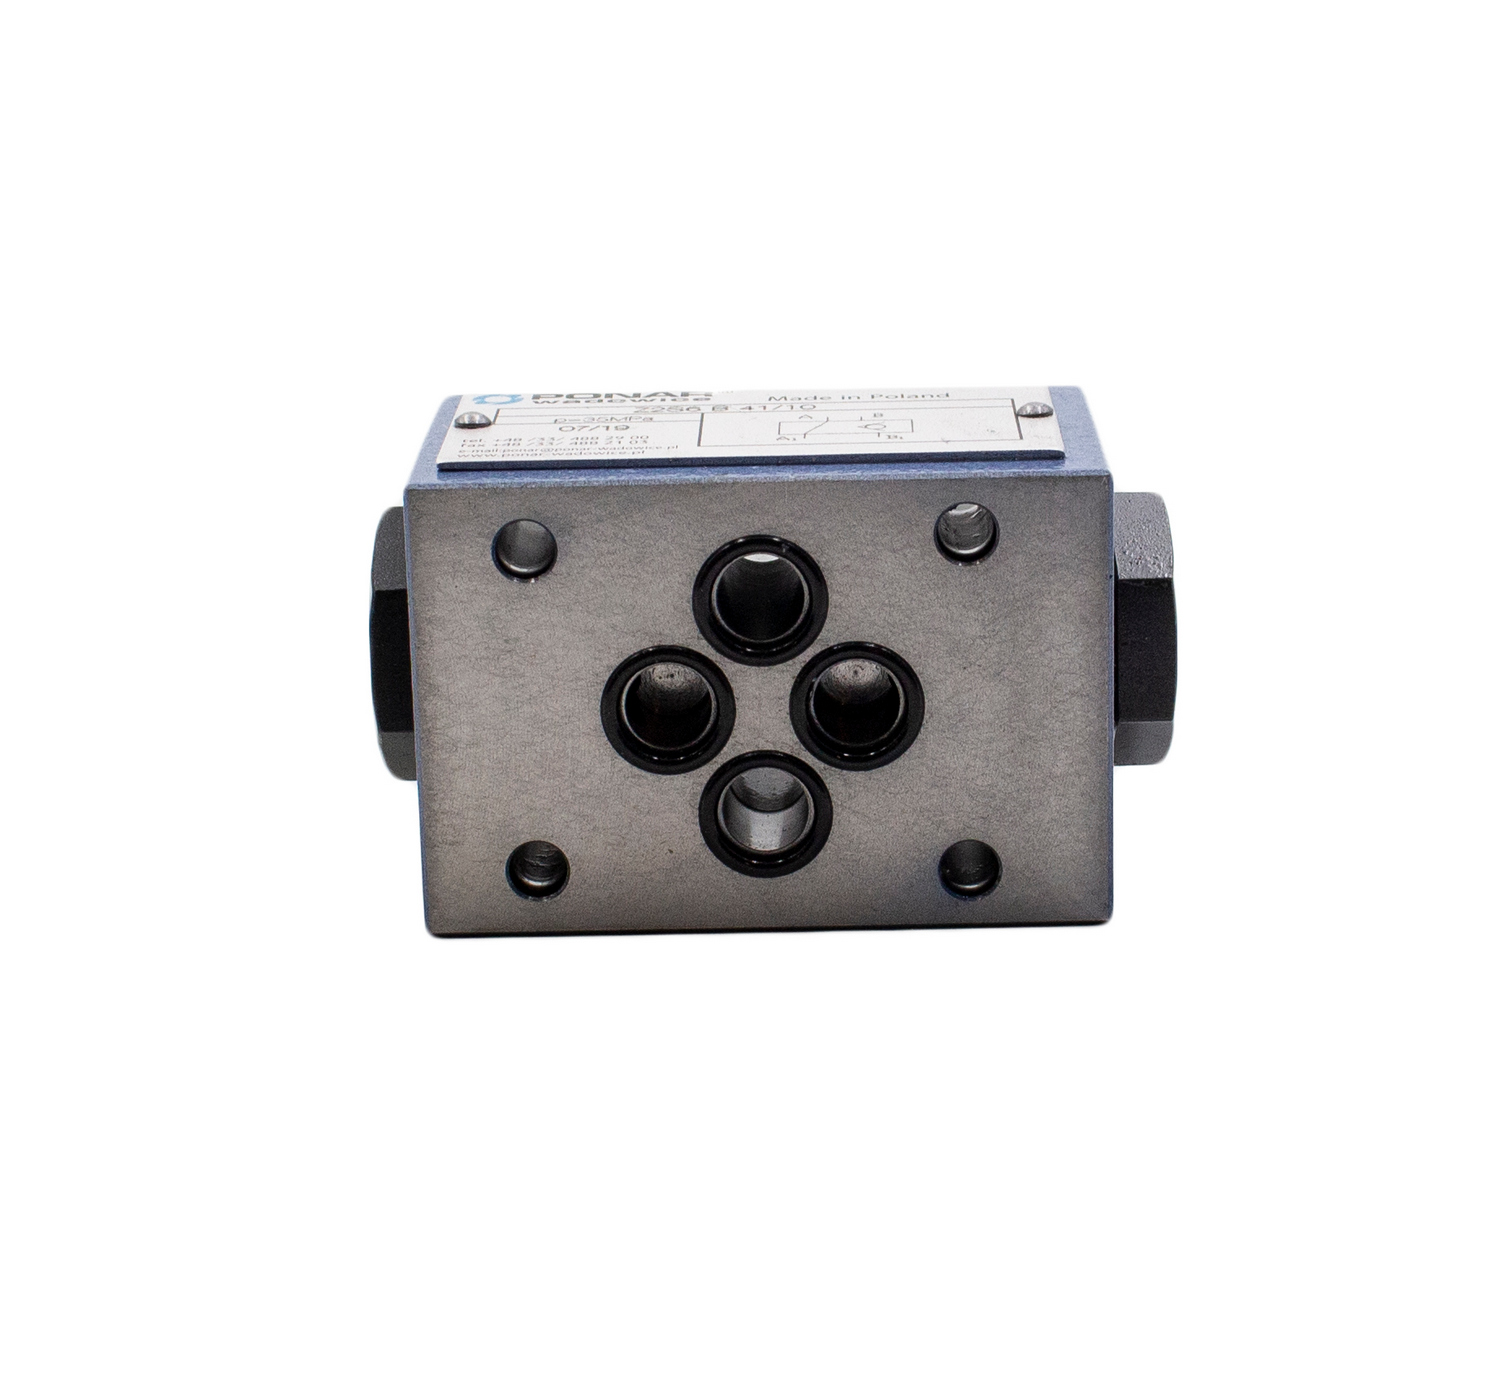 PONAR Made in Poland
wadowice
Z2S6 B 41/10
p=35MPa
07/19
A B
A₁ B₁
tel. +48 /33/ 488 29 00
fax +48 /33/ 488 21 03
e-mail:ponar@ponar-wadowice.pl
www.ponar-wadowice.pl